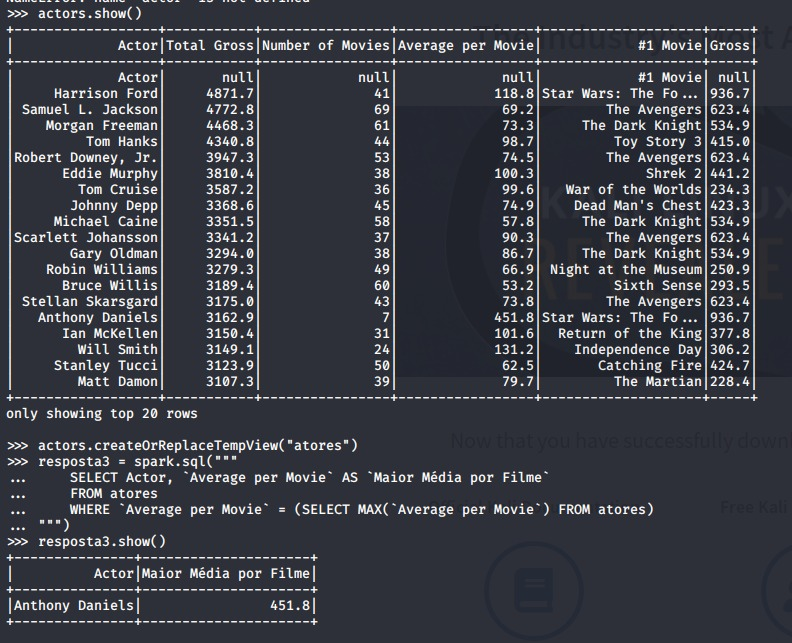 NameError: name 'actor' is not defined
>>> actors.show()
+-----------------+-----------+----------------+-----------------+--------------------+-----+
|            Actor|Total Gross|Number of Movies|Average per Movie|            #1 Movie|Gross|
+-----------------+-----------+----------------+-----------------+--------------------+-----+
|            Actor|       null|            null|             null|            #1 Movie| null|
|    Harrison Ford|     4871.7|              41|            118.8|Star Wars: The Fo...|936.7|
|Samuel L. Jackson|     4772.8|              69|             69.2|        The Avengers|623.4|
|   Morgan Freeman|     4468.3|              61|             73.3|     The Dark Knight|534.9|
|        Tom Hanks|     4340.8|              44|             98.7|         Toy Story 3|415.0|
|Robert Downey, Jr.|     3947.3|              53|             74.5|        The Avengers|623.4|
|     Eddie Murphy|     3810.4|              38|            100.3|             Shrek 2|441.2|
|       Tom Cruise|     3587.2|              36|             99.6|   War of the Worlds|234.3|
|      Johnny Depp|     3368.6|              45|             74.9|    Dead Man's Chest|423.3|
|    Michael Caine|     3351.5|              58|             57.8|     The Dark Knight|534.9|
|Scarlett Johansson|     3341.2|              37|             90.3|        The Avengers|623.4|
|      Gary Oldman|     3294.0|              38|             86.7|     The Dark Knight|534.9|
|   Robin Williams|     3279.3|              49|             66.9| Night at the Museum|250.9|
|     Bruce Willis|     3189.4|              60|             53.2|         Sixth Sense|293.5|
| Stellan Skarsgard|     3175.0|              43|             73.8|        The Avengers|623.4|
|  Anthony Daniels|     3162.9|               7|            451.8|Star Wars: The Fo...|936.7|
|     Ian McKellen|     3150.4|              31|            101.6|  Return of the King|377.8|
|       Will Smith|     3149.1|              24|            131.2|    Independence Day|306.2|
|    Stanley Tucci|     3123.9|              50|             62.5|       Catching Fire|424.7|
|       Matt Damon|     3107.3|              39|             79.7|         The Martian|228.4|
+-----------------+-----------+----------------+-----------------+--------------------+-----+
only showing top 20 rows
>>> actors.createOrReplaceTempView("atores")
>>> resposta3 = spark.sql("""
...     SELECT Actor, `Average per Movie` AS `Maior Média por Filme`
...     FROM atores
...     WHERE `Average per Movie` = (SELECT MAX(`Average per Movie`) FROM atores)
... """)
>>> resposta3.show()
+---------------+---------------------+
|          Actor|Maior Média por Filme|
+---------------+---------------------+
|Anthony Daniels|                451.8|
+---------------+---------------------+
The Industry's Most A
Now that you have successfully downl
Free Kali